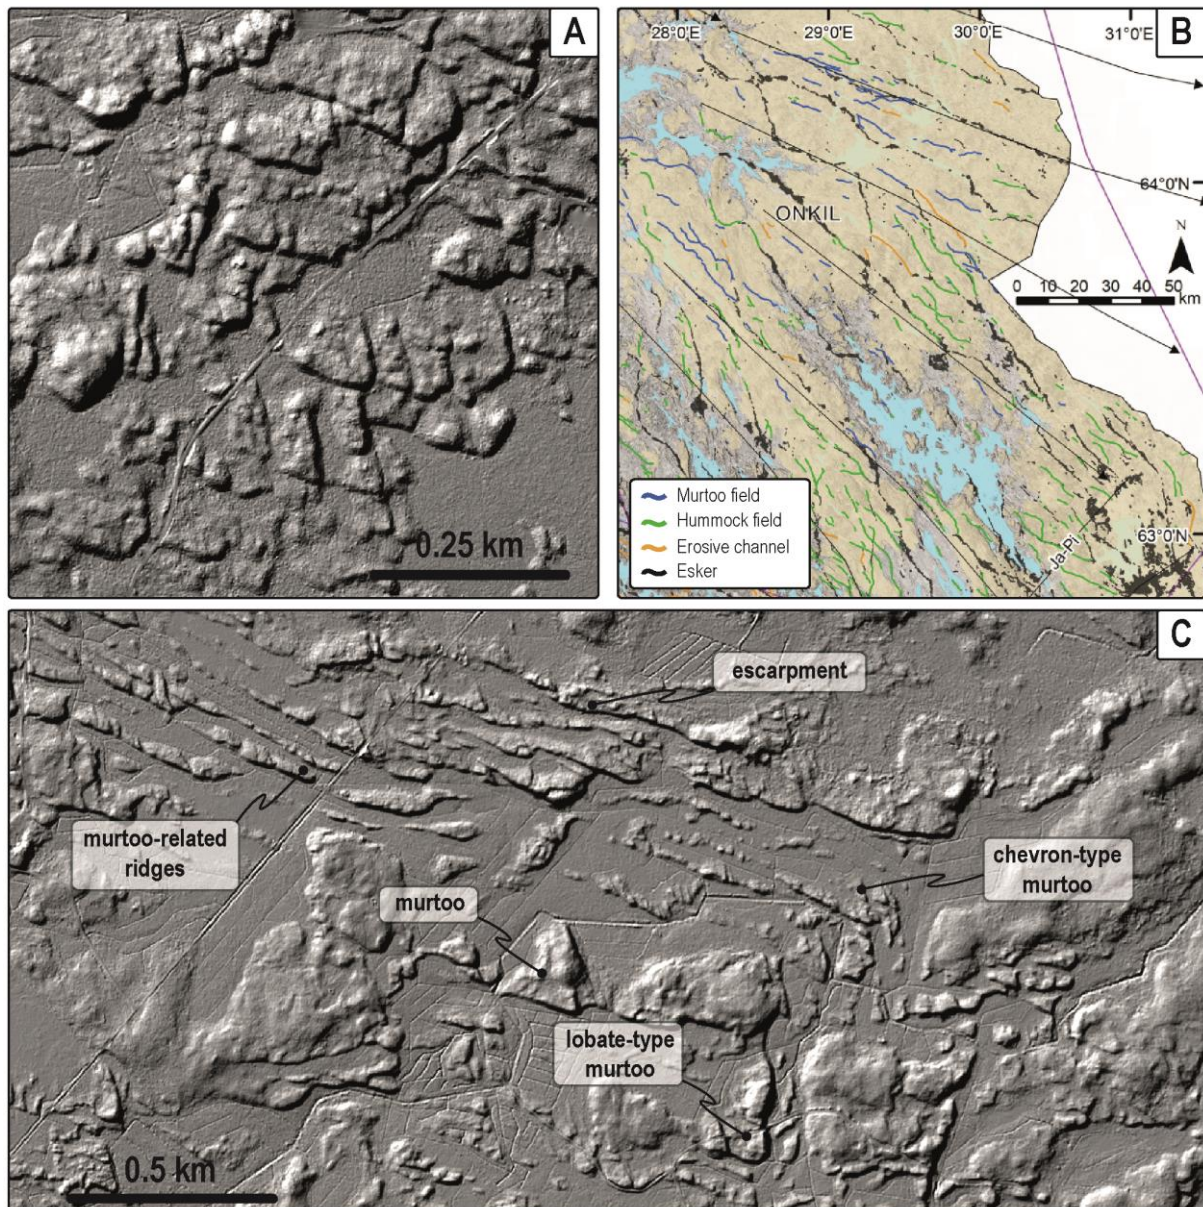 A
0.25 km
28°0'E 29°0'E 30°0'E 31°0'E B
64°0'N
ONKIL
N
0 10 20 30 40 50
km
Murtoo field
Hummock field
Erosive channel
Esker
Ja-Pi
63°0'N
C
escarpment
murtoo-related
ridges
murtoo
chevron-type
murtoo
lobate-type
murtoo
0.5 km